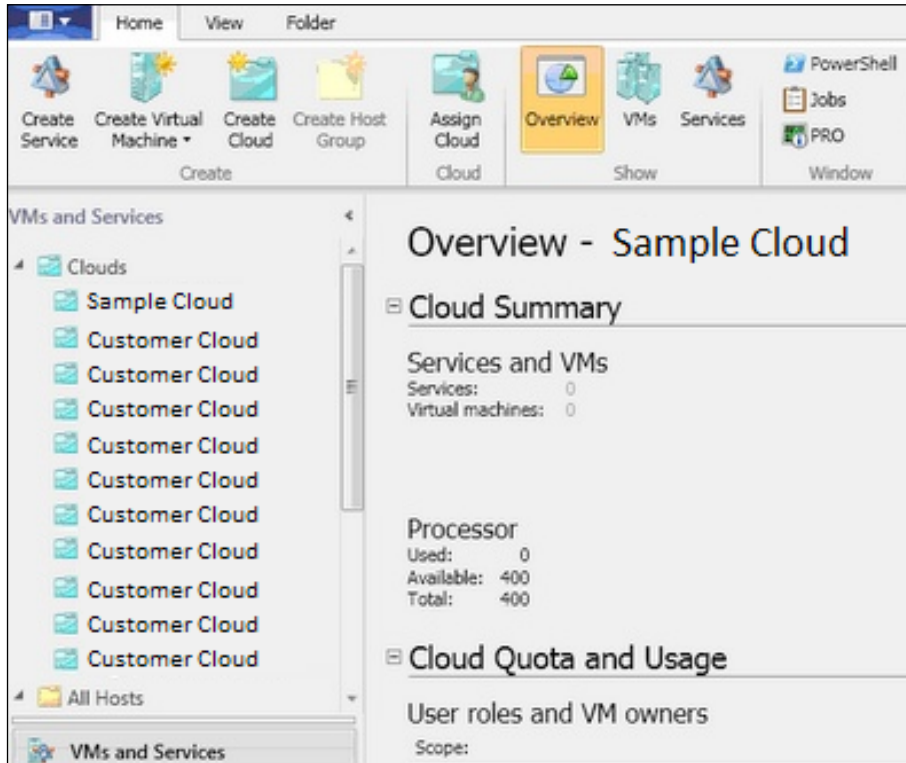 Home View Folder
Create Service
Create Virtual Machine
Create Cloud
Create Host Group
Assign Cloud
Overview
VMs
Services
PowerShell
Jobs
PRO
Create Cloud Show Window
VMs and Services
Clouds
Sample Cloud
Customer Cloud
Customer Cloud
Customer Cloud
Customer Cloud
Customer Cloud
Customer Cloud
Customer Cloud
Customer Cloud
Customer Cloud
Customer Cloud
All Hosts
VMs and Services
Overview - Sample Cloud
Cloud Summary
Services and VMs
Services: 0
Virtual machines: 0
Processor
Used: 0
Available: 400
Total: 400
Cloud Quota and Usage
User roles and VM owners
Scope: